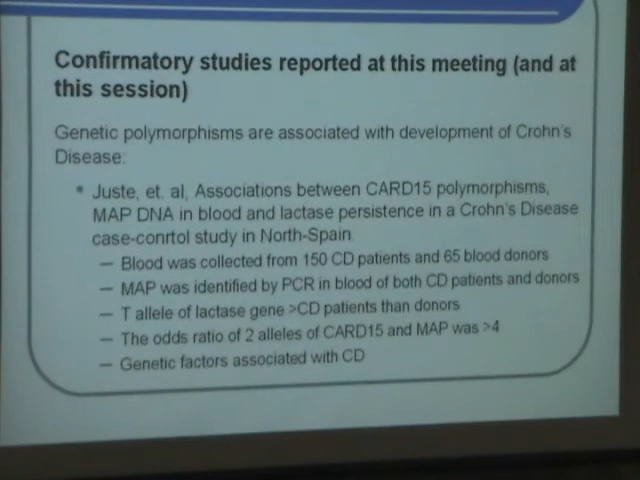 Confirmatory studies reported at this meeting (and at
this session)
Genetic polymorphisms are associated with development of Crohn's
Disease:
• Juste, et. al, Associations between CARD15 polymorphisms,
MAP DNA in blood and lactase persistence in a Crohn's Disease
case-conrtol study in North-Spain
— Blood was collected from 150 CD patients and 65 blood donors
— MAP was identified by PCR in blood of both CD patients and donors
— T allele of lactase gene >CD patients than donors
— The odds ratio of 2 alleles of CARD15 and MAP was >4
— Genetic factors associated with CD